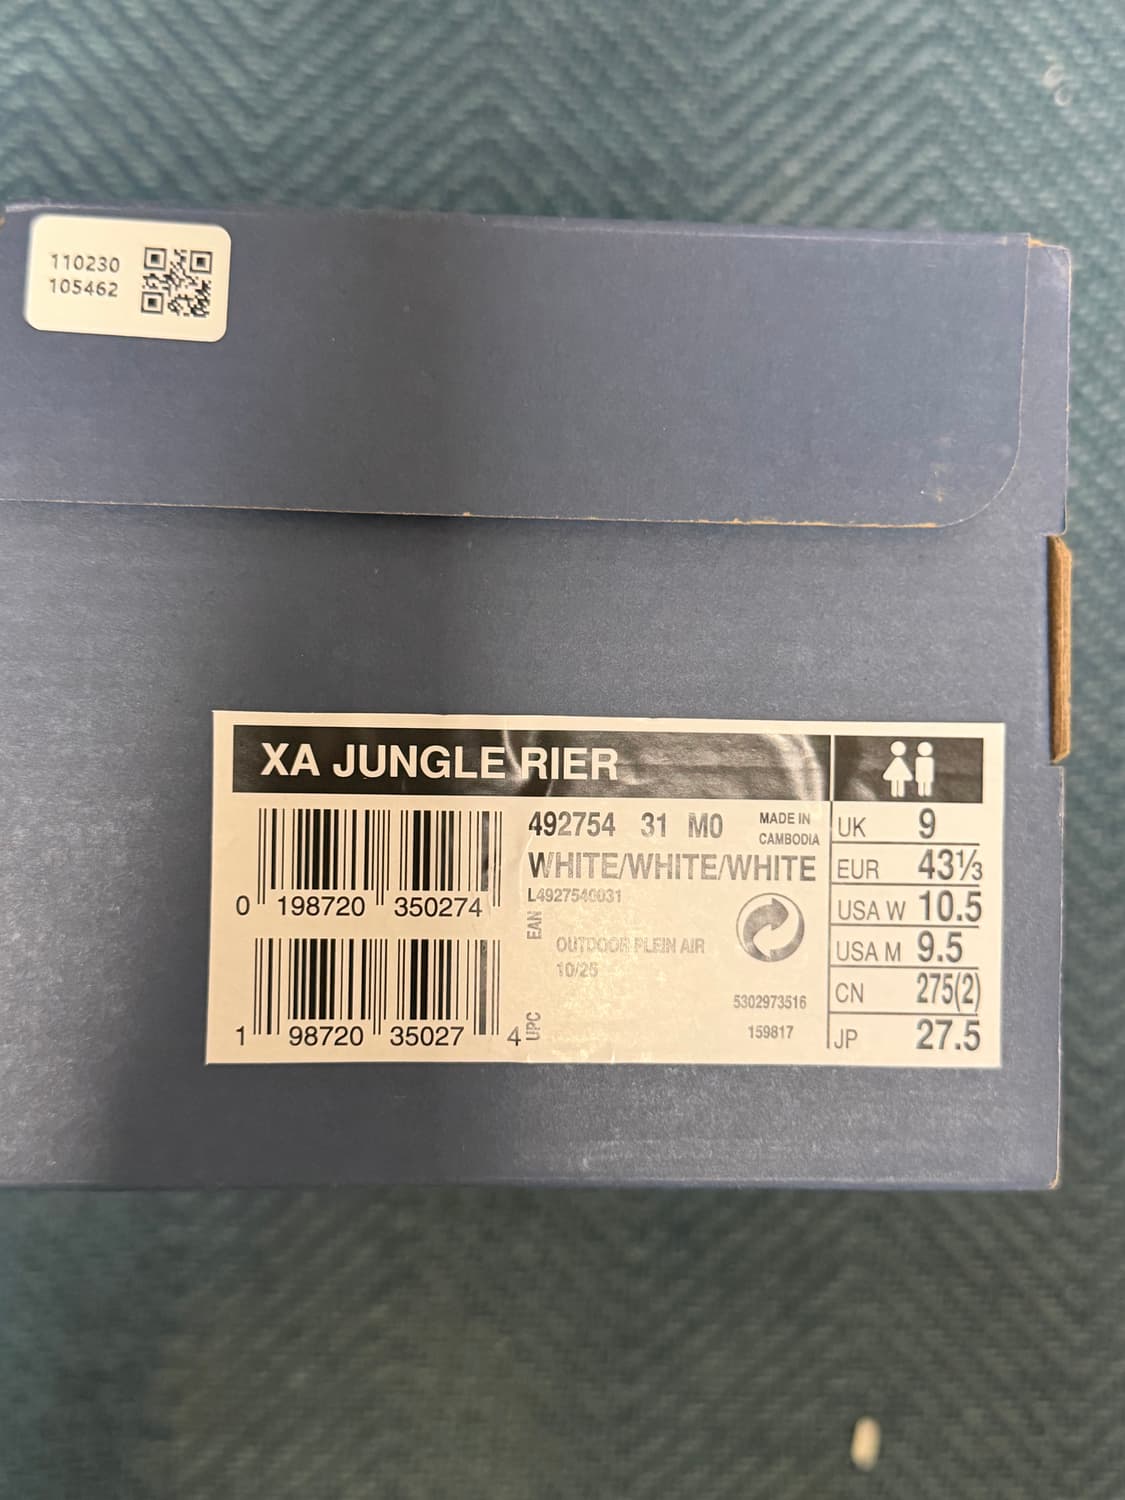 110230
105462
XA JUNGLE RIER
492754 31 M0
MADE IN
CAMBODIA
WHITE/WHITE/WHITE
L4927540031
0 198720 350274
EAN
OUTDOOR PLEIN AIR
10/25
1 98720 35027 4
UPC
5302973516
159817
UK 9
EUR 43⅓
USA W 10.5
USA M 9.5
CN 275(2)
JP 27.5